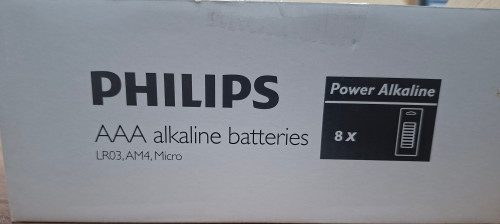 PHILIPS
AAA alkaline batteries
LR03, AM4, Micro
Power Alkaline
8 X